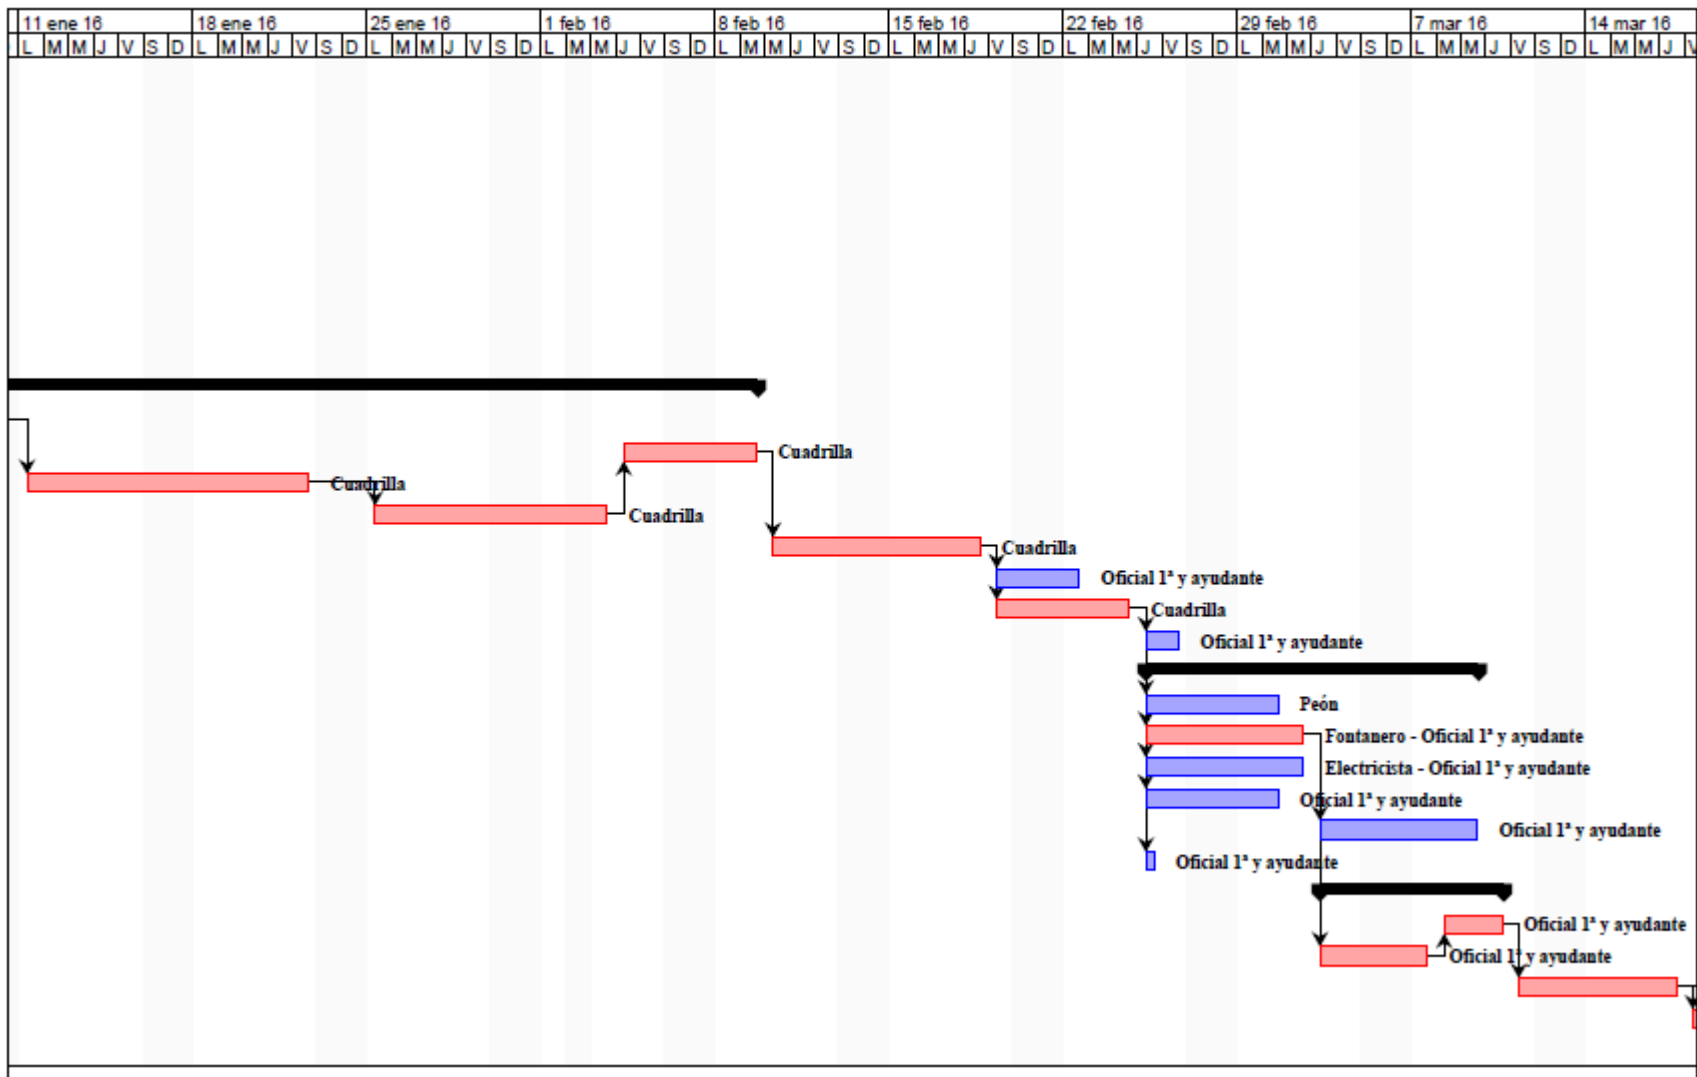 11 ene 16 18 ene 16 25 ene 16 1 feb 16 8 feb 16 15 feb 16 22 feb 16 29 feb 16 7 mar 16 14 mar 16
L M M J V S D L M M J V S D L M M J V S D L M M J V S D L M M J V S D L M M J V S D L M M J V S D L M M J V S D L M M J V S D L M M J V
Cuadrilla
Cuadrilla
Cuadrilla
Cuadrilla
Oficial 1ª y ayudante
Cuadrilla
Oficial 1ª y ayudante
Peón
Fontanero - Oficial 1ª y ayudante
Electricista - Oficial 1ª y ayudante
Oficial 1ª y ayudante
Oficial 1ª y ayudante
Oficial 1ª y ayudante
Oficial 1ª y ayudante
Oficial 1ª y ayudante